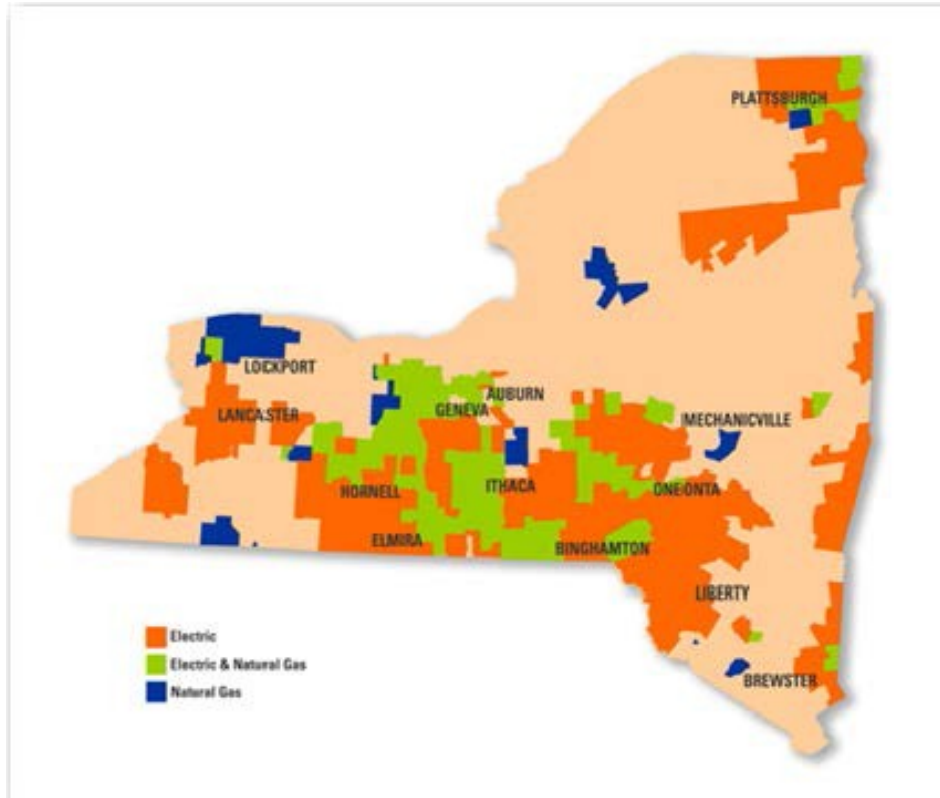 PLATTSBURGH
LOCKPORT
AUBURN
GENEVA
LANCASTER
MECHANICVILLE
HORNELL
ITHACA
ONEONTA
ELMIRA
BINGHAMTON
LIBERTY
BREWSTER
Electric
Electric & Natural Gas
Natural Gas